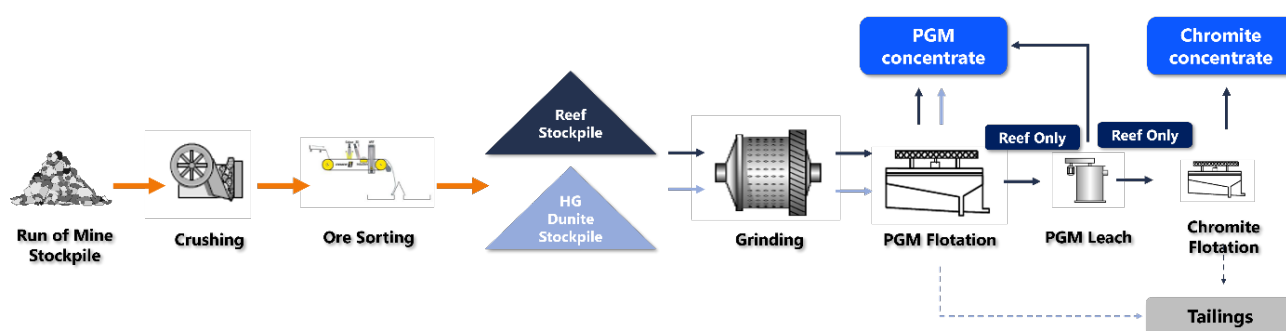 PGM
concentrate
Chromite
concentrate
Reef
Stockpile
Reef Only
Reef Only
HG
Dunite
Stockpile
Run of Mine
Stockpile
Crushing
Ore Sorting
Grinding
PGM Flotation
PGM Leach
Chromite
Flotation
Tailings